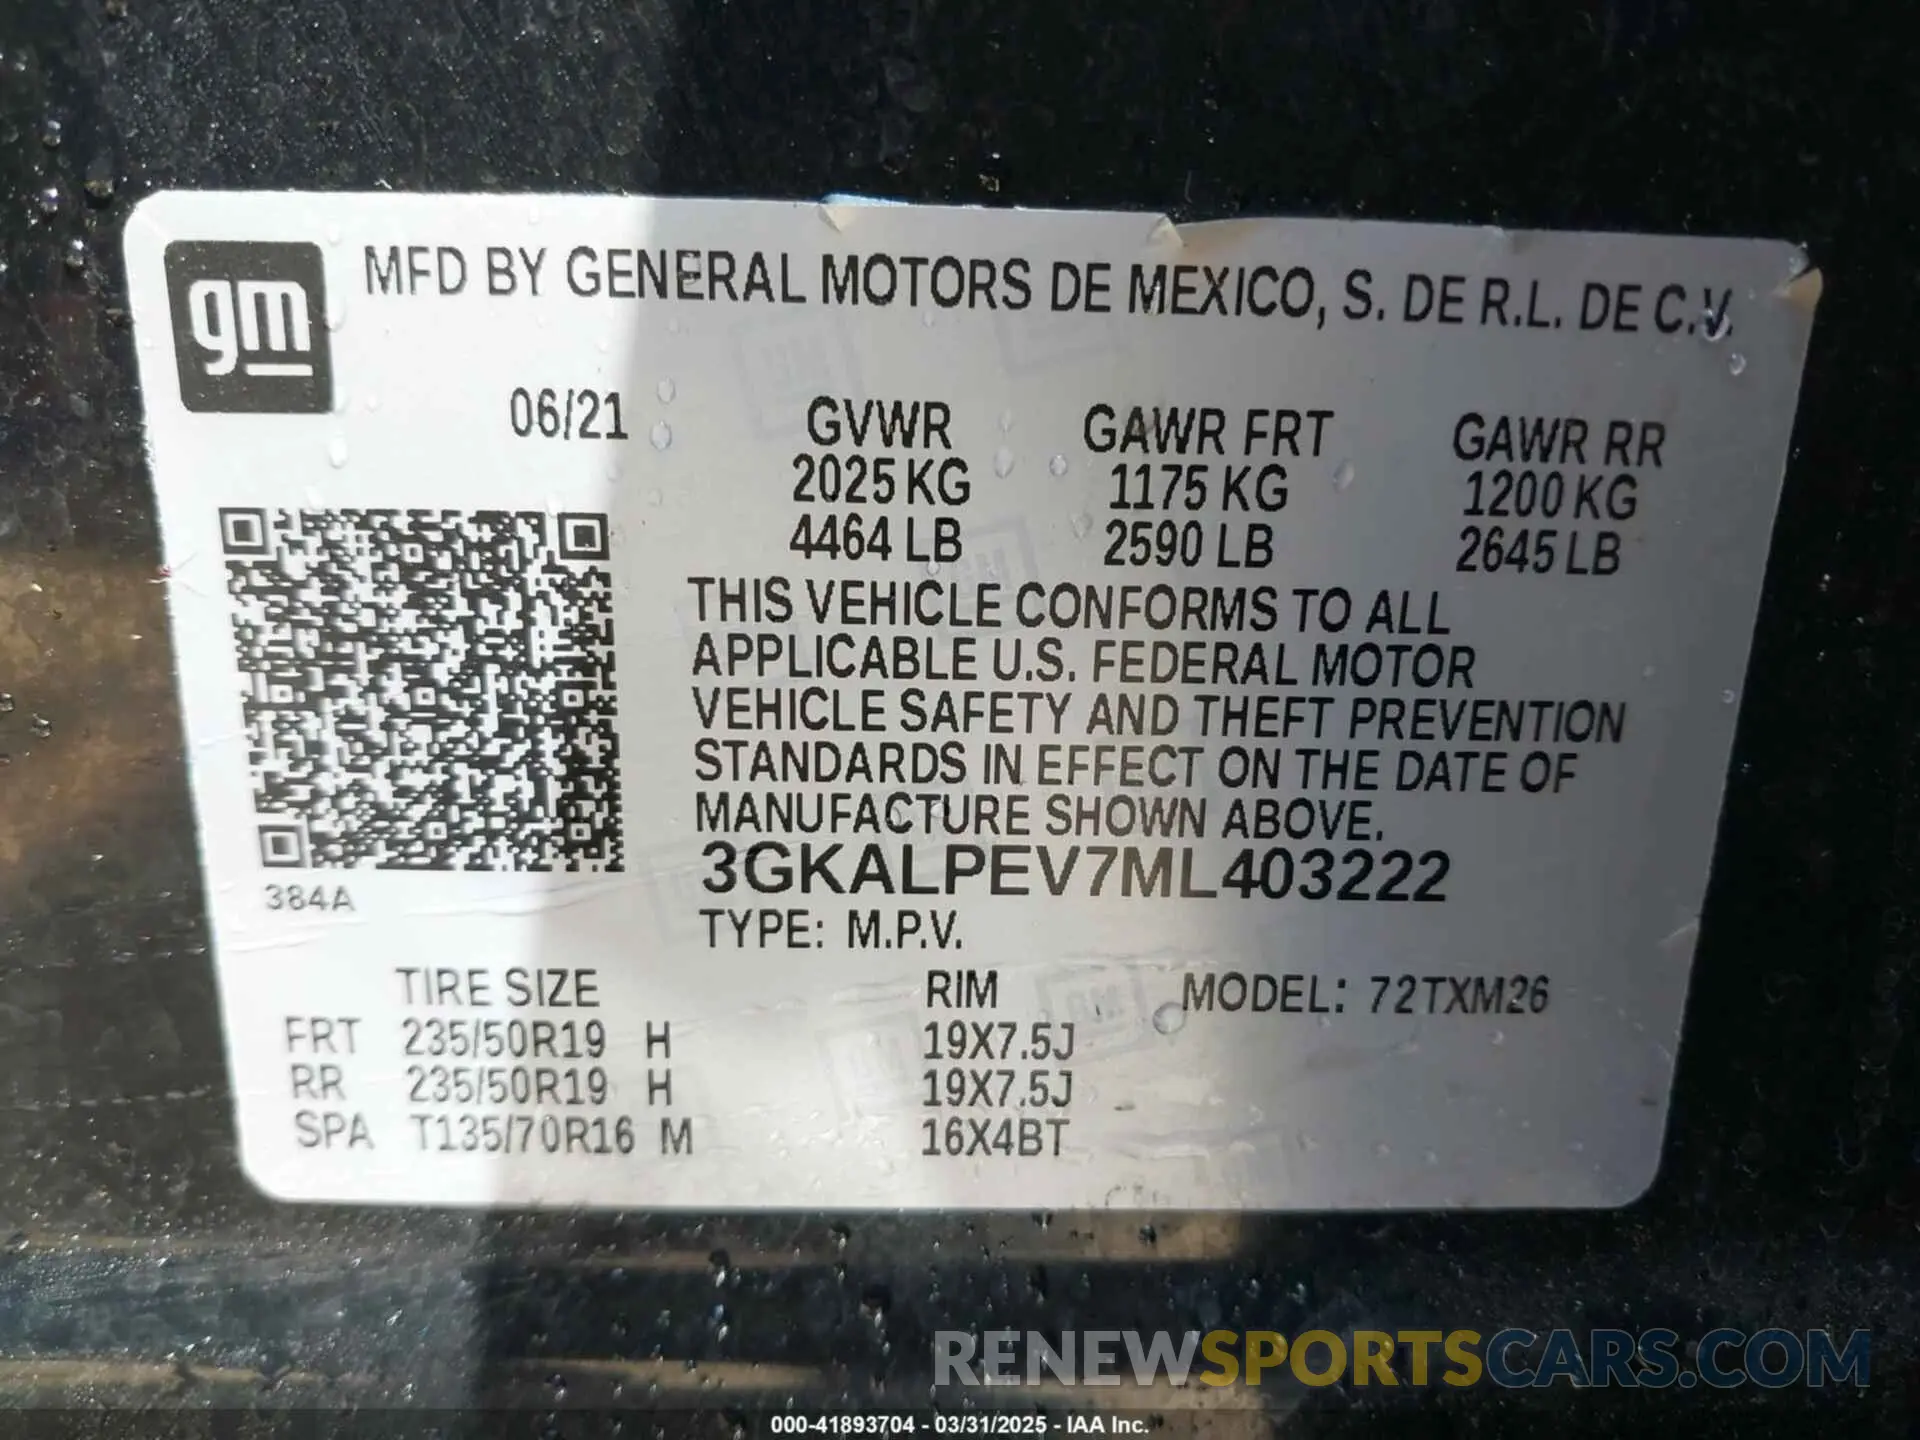 gm
MFD BY GENERAL MOTORS DE MEXICO, S. DE R.L. DE C.V.
06/21
GVWR GAWR FRT GAWR RR
2025 KG 1175 KG 1200 KG
4464 LB 2590 LB 2645 LB
THIS VEHICLE CONFORMS TO ALL
APPLICABLE U.S. FEDERAL MOTOR
VEHICLE SAFETY AND THEFT PREVENTION
STANDARDS IN EFFECT ON THE DATE OF
MANUFACTURE SHOWN ABOVE.
3GKALPEV7ML403222
384A
TYPE: M.P.V.
TIRE SIZE RIM MODEL: 72TXM26
FRT 235/50R19 H 19X7.5J
RR 235/50R19 H 19X7.5J
SPA T135/70R16 M 16X4BT
RENEWSPORTSCARS.COM
000-41893704 - 03/31/2025 - IAA Inc.